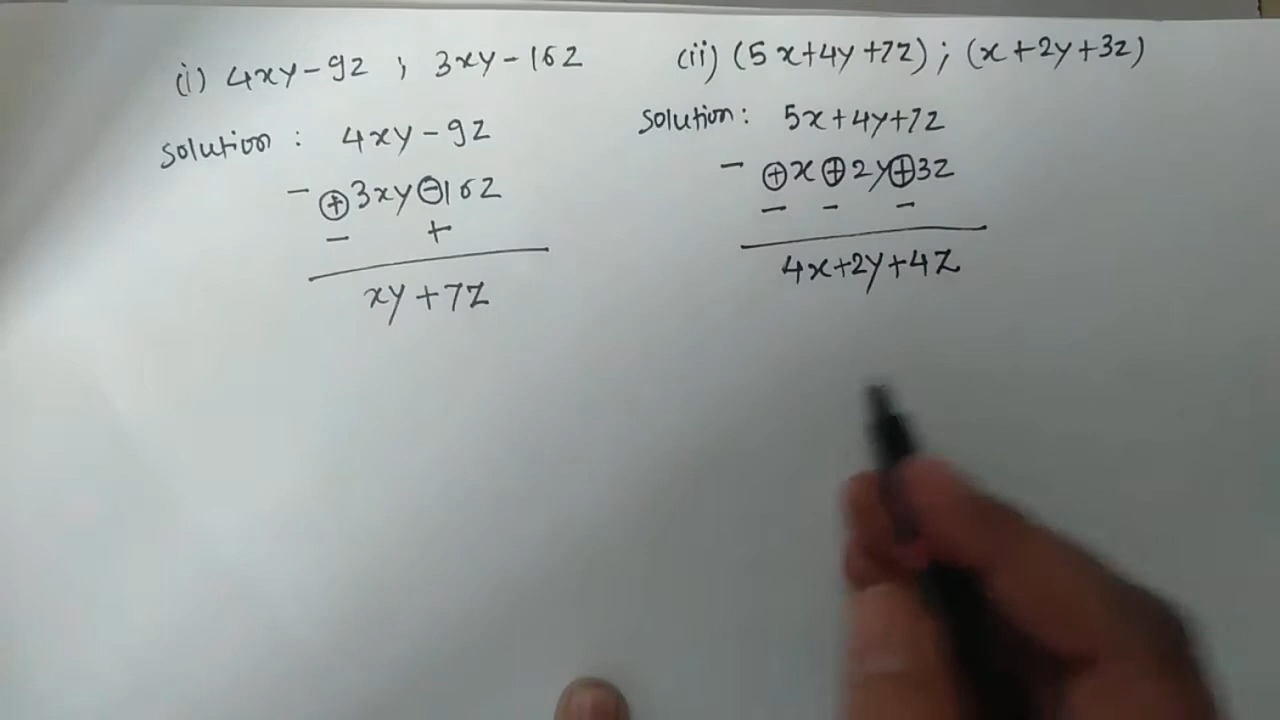 (i) 4xy-9z ; 3xy-16z
Solution : 4xy-9z
- ⊕3xy⊖16z
- +
xy+7z
(ii) (5x+4y+7z) ; (x+2y+3z)
Solution : 5x+4y+7z
- ⊕x⊕2y⊕3z
- - -
4x+2y+4z